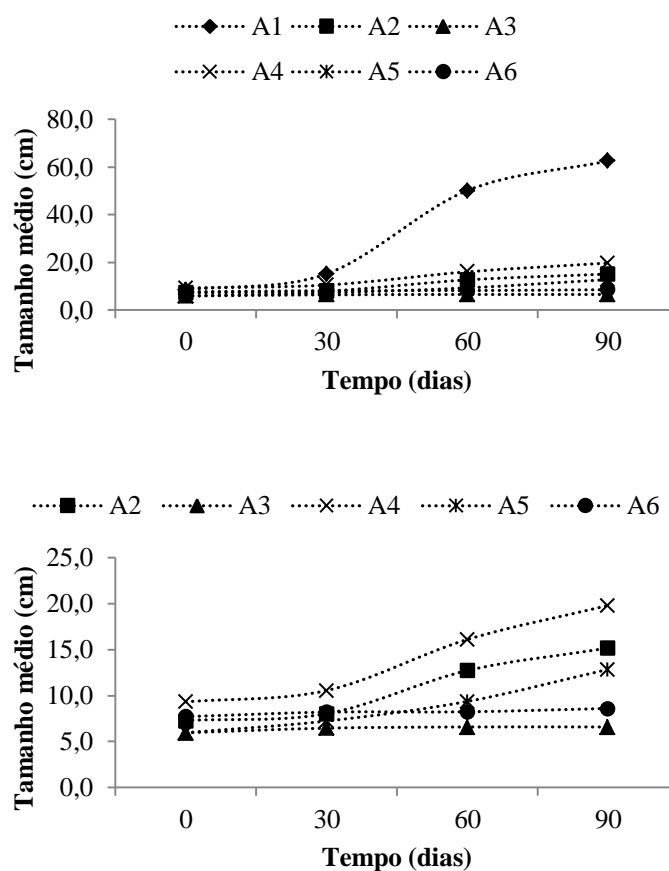 A1 A2 A3
A4 A5 A6
80,0
60,0
40,0
20,0
0,0
Tamanho médio (cm)
0 30 60 90
Tempo (dias)
A2 A3 A4 A5 A6
25,0
20,0
15,0
10,0
5,0
0,0
Tamanho médio (cm)
0 30 60 90
Tempo (dias)